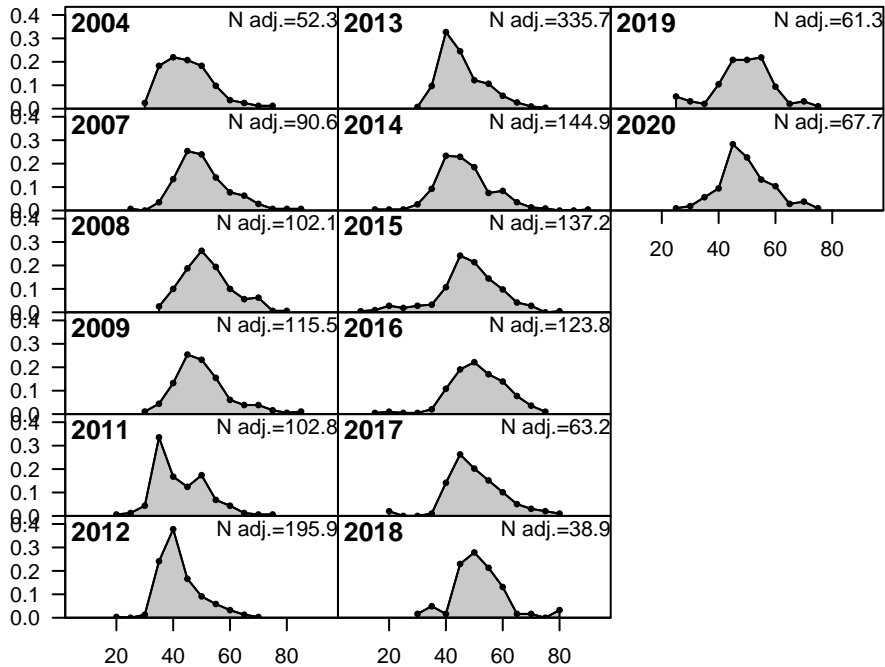 0.4
0.3
0.2
0.1
0.0
2004 N adj.=52.3
2013 N adj.=335.7
2019 N adj.=61.3
0.4
0.3
0.2
0.1
0.0
2007 N adj.=90.6
2014 N adj.=144.9
2020 N adj.=67.7
0.4
0.3
0.2
0.1
0.0
2008 N adj.=102.1
2015 N adj.=137.2
20 40 60 80
0.4
0.3
0.2
0.1
0.0
2009 N adj.=115.5
2016 N adj.=123.8
0.4
0.3
0.2
0.1
0.0
2011 N adj.=102.8
2017 N adj.=63.2
0.4
0.3
0.2
0.1
0.0
2012 N adj.=195.9
2018 N adj.=38.9
20 40 60 80
20 40 60 80